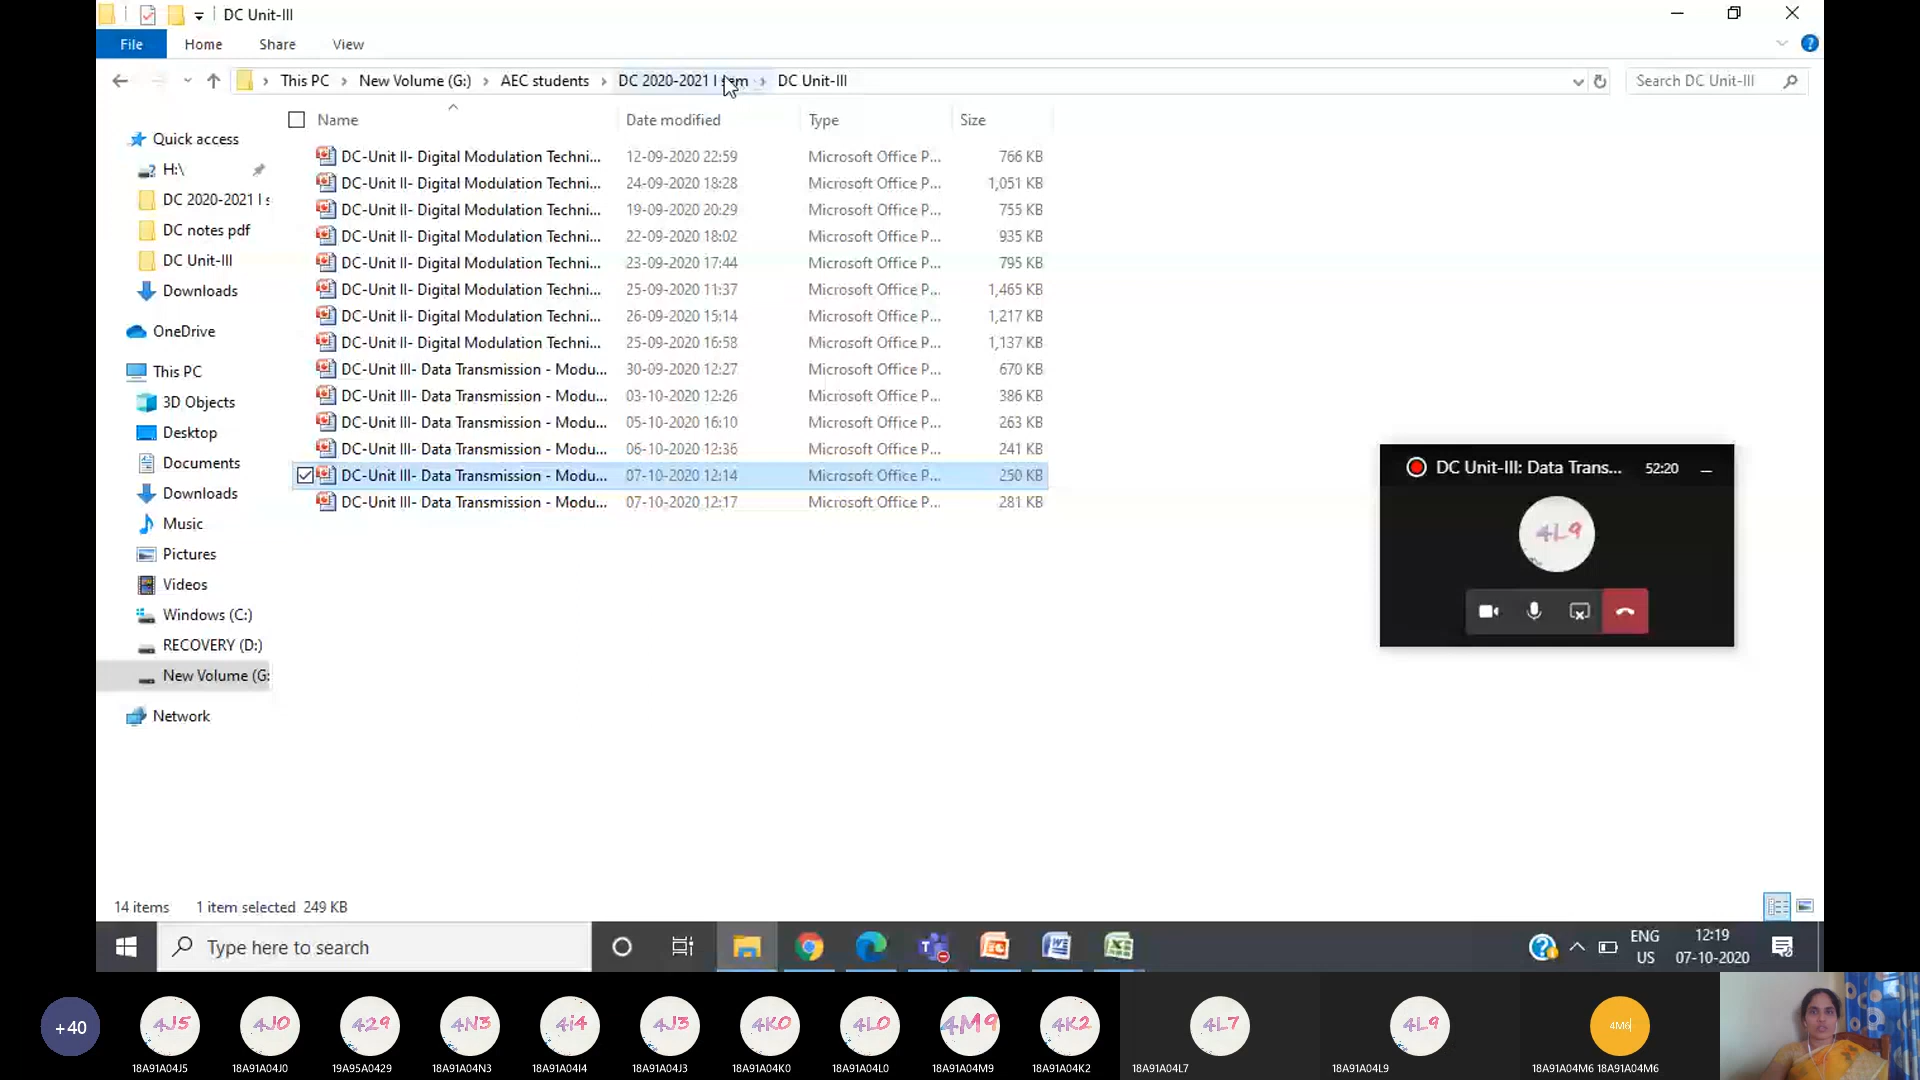 DC Unit-III
File Home Share View
This PC New Volume (G:) AEC students DC 2020-2021 I sem DC Unit-III
Search DC Unit-III
Name Date modified Type Size
DC-Unit II- Digital Modulation Techni... 12-09-2020 22:59 Microsoft Office P... 766 KB
DC-Unit II- Digital Modulation Techni... 24-09-2020 18:28 Microsoft Office P... 1,051 KB
DC-Unit II- Digital Modulation Techni... 19-09-2020 20:29 Microsoft Office P... 755 KB
DC-Unit II- Digital Modulation Techni... 22-09-2020 18:02 Microsoft Office P... 935 KB
DC-Unit II- Digital Modulation Techni... 23-09-2020 17:44 Microsoft Office P... 795 KB
DC-Unit II- Digital Modulation Techni... 25-09-2020 11:37 Microsoft Office P... 1,465 KB
DC-Unit II- Digital Modulation Techni... 26-09-2020 15:14 Microsoft Office P... 1,217 KB
DC-Unit II- Digital Modulation Techni... 25-09-2020 16:58 Microsoft Office P... 1,137 KB
DC-Unit III- Data Transmission - Modu... 30-09-2020 12:27 Microsoft Office P... 670 KB
DC-Unit III- Data Transmission - Modu... 03-10-2020 12:26 Microsoft Office P... 386 KB
DC-Unit III- Data Transmission - Modu... 05-10-2020 16:10 Microsoft Office P... 263 KB
DC-Unit III- Data Transmission - Modu... 06-10-2020 12:36 Microsoft Office P... 241 KB
DC-Unit III- Data Transmission - Modu... 07-10-2020 12:14 Microsoft Office P... 250 KB
DC-Unit III- Data Transmission - Modu... 07-10-2020 12:17 Microsoft Office P... 281 KB
Quick access
H:\
DC 2020-2021 I s
DC notes pdf
DC Unit-III
Downloads
OneDrive
This PC
3D Objects
Desktop
Documents
Downloads
Music
Pictures
Videos
Windows (C:)
RECOVERY (D:)
New Volume (G:
Network
DC Unit-III: Data Trans... 52:20
4L9
14 items 1 item selected 249 KB
Type here to search
ENG
US
12:19
07-10-2020
+40 4J5 4J0 429 4N3 4i4 4J3 4K0 4L0 4M9 4K2 4L7 4L9 4M6
18A91A04J5 18A91A04J0 19A95A0429 18A91A04N3 18A91A04I4 18A91A04J3 18A91A04K0 18A91A04L0 18A91A04M9 18A91A04K2 18A91A04L7 18A91A04L9 18A91A04M6 18A91A04M6